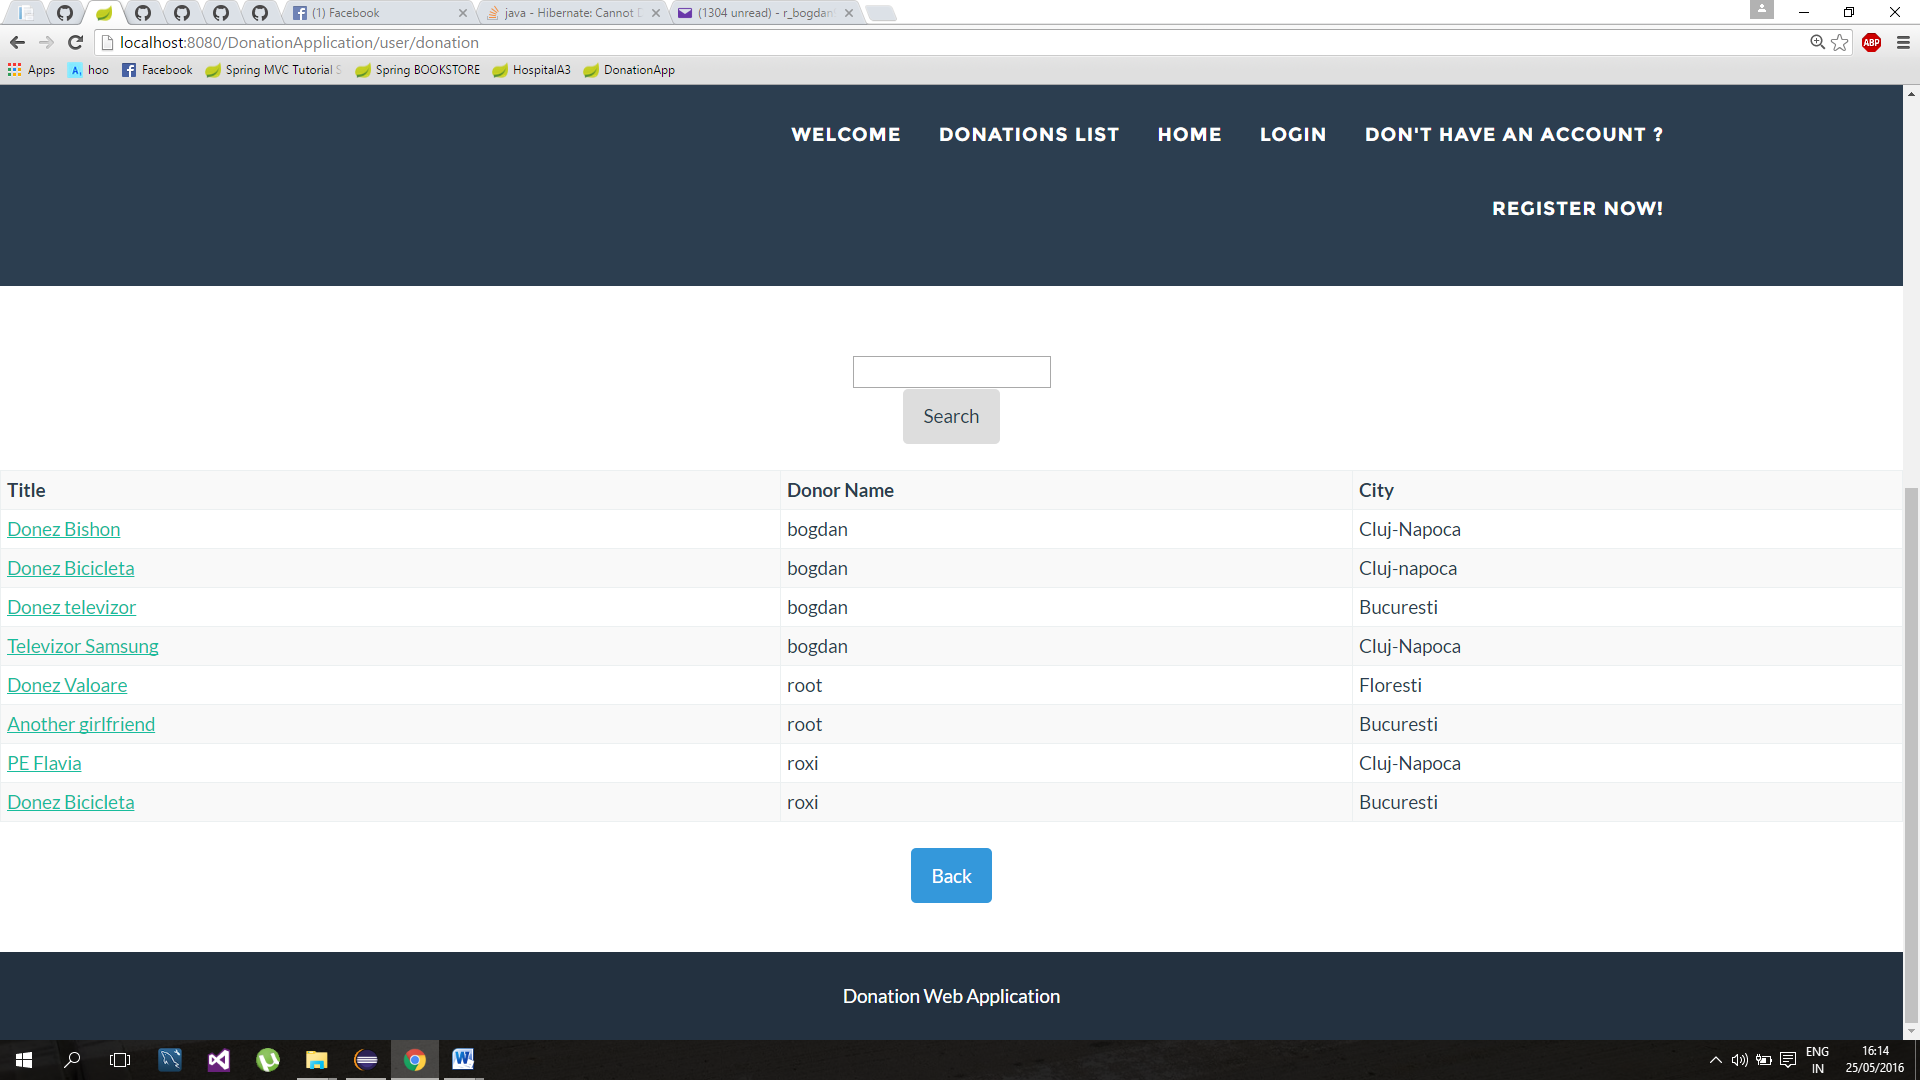 (1) Facebook
java - Hibernate: Cannot
(1304 unread) - r_bogdan
localhost:8080/DonationApplication/user/donation
ABP
Apps
A,
hoo
Facebook
Spring MVC Tutorial
Spring BOOKSTORE
HospitalA3
DonationApp
WELCOME
DONATIONS LIST
HOME
LOGIN
DON'T HAVE AN ACCOUNT ?
REGISTER NOW!
Search
Title Donor Name City
Donez Bishon bogdan Cluj-Napoca
Donez Bicicleta bogdan Cluj-napoca
Donez televizor bogdan Bucuresti
Televizor Samsung bogdan Cluj-Napoca
Donez Valoare root Floresti
Another girlfriend root Bucuresti
PE Flavia roxi Cluj-Napoca
Donez Bicicleta roxi Bucuresti
Back
Donation Web Application
ENG
IN
16:14
25/05/2016